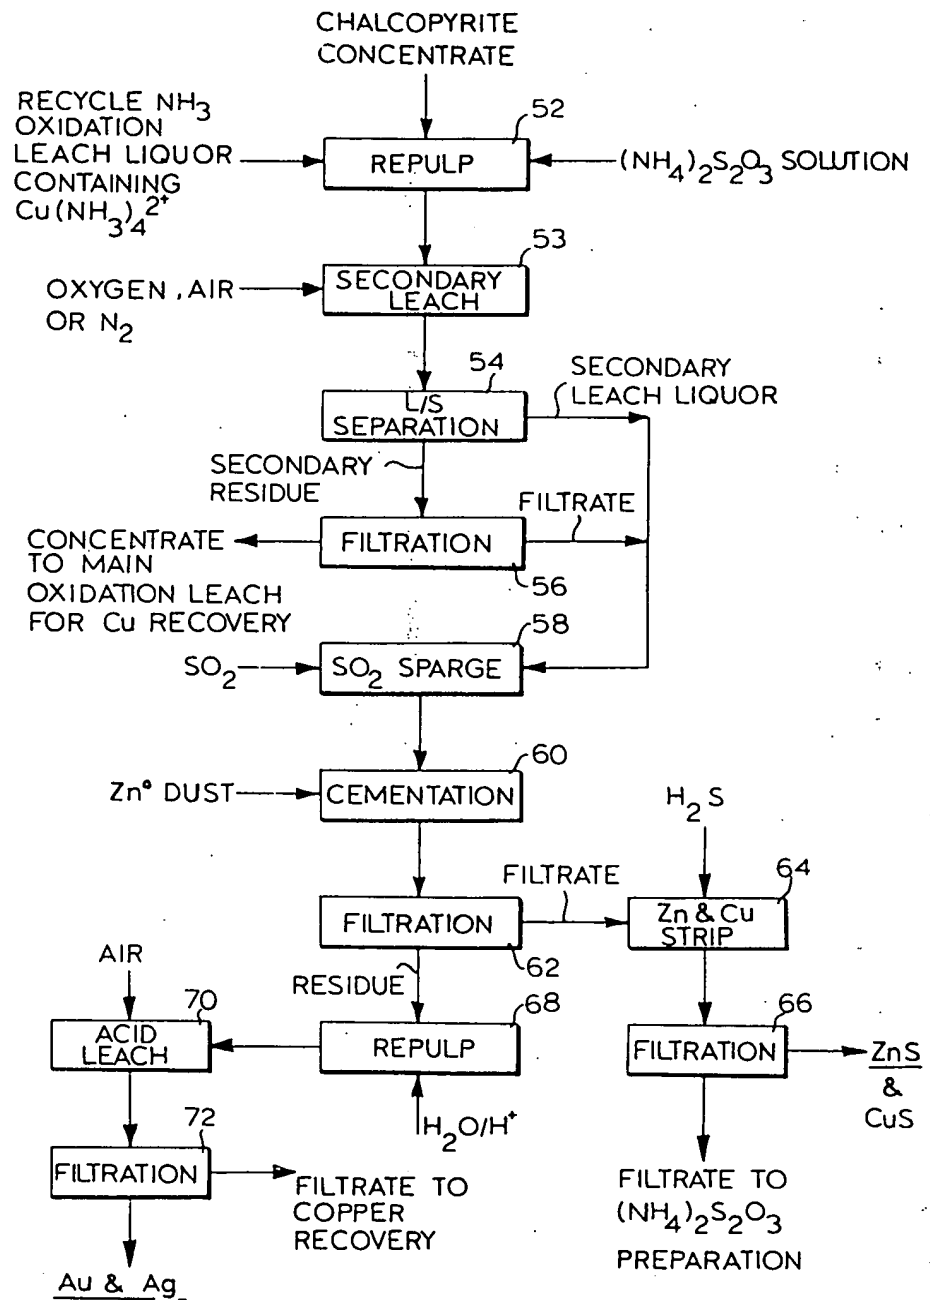 CHALCOPYRITE
CONCENTRATE
RECYCLE NH3
OXIDATION
LEACH LIQUOR
CONTAINING
Cu(NH3)4 2+
52
REPULP
(NH4)2S2O3 SOLUTION
53
OXYGEN, AIR
OR N2
SECONDARY
LEACH
54
L/S
SEPARATION
SECONDARY
LEACH LIQUOR
SECONDARY
RESIDUE
FILTRATE
CONCENTRATE
TO MAIN
OXIDATION LEACH
FOR Cu RECOVERY
FILTRATION
56
58
SO2
SO2 SPARGE
60
Zn° DUST
CEMENTATION
H2S
FILTRATE
64
FILTRATION
Zn & Cu
STRIP
62
AIR
RESIDUE
68
70
ACID
LEACH
REPULP
66
FILTRATION
ZnS
&
CuS
H2O/H+
72
FILTRATION
FILTRATE TO
COPPER
RECOVERY
FILTRATE TO
(NH4)2S2O3
PREPARATION
Au & Ag